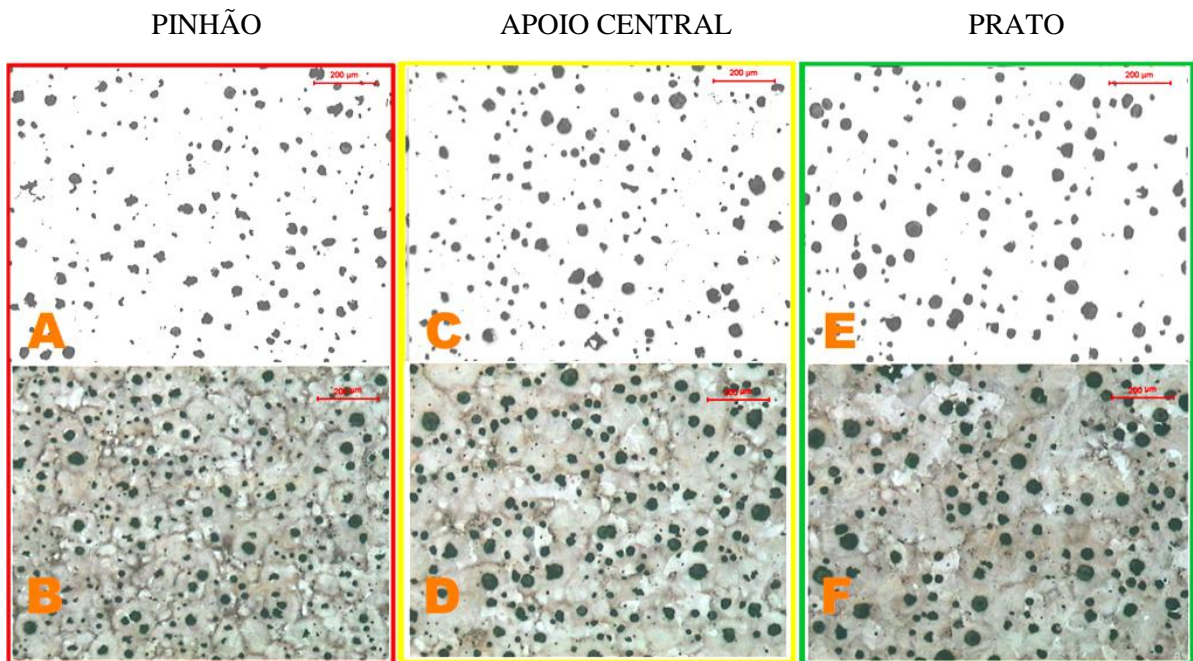 PINHÃO
APOIO CENTRAL
PRATO
200 µm
200 µm
200 µm
A
C
E
200 µm
200 µm
B
D
F